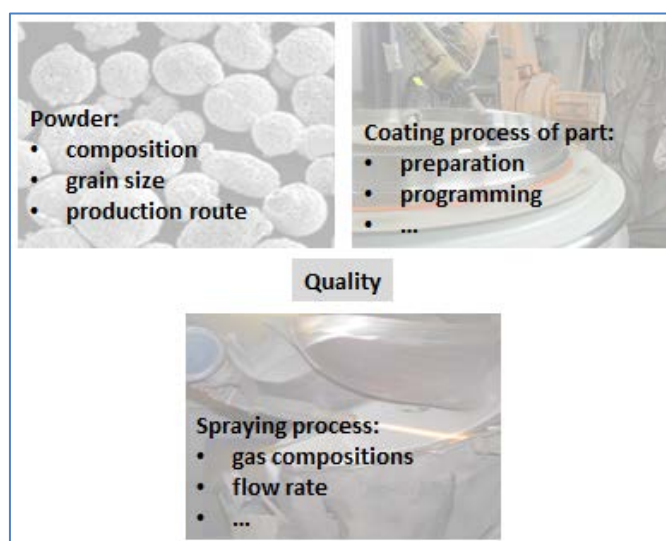 Powder:
• composition
• grain size
• production route
Coating process of part:
• preparation
• programming
• ...
Quality
Spraying process:
• gas compositions
• flow rate
• ...